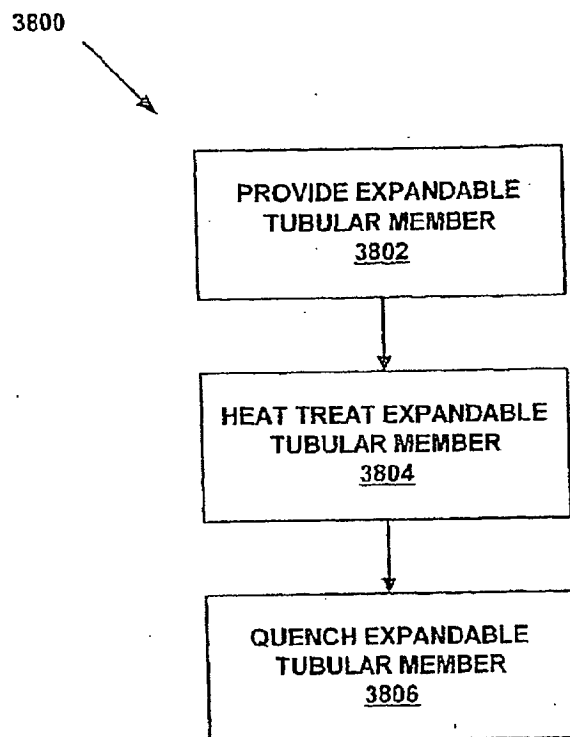 3800
PROVIDE EXPANDABLE
TUBULAR MEMBER
3802
HEAT TREAT EXPANDABLE
TUBULAR MEMBER
3804
QUENCH EXPANDABLE
TUBULAR MEMBER
3806